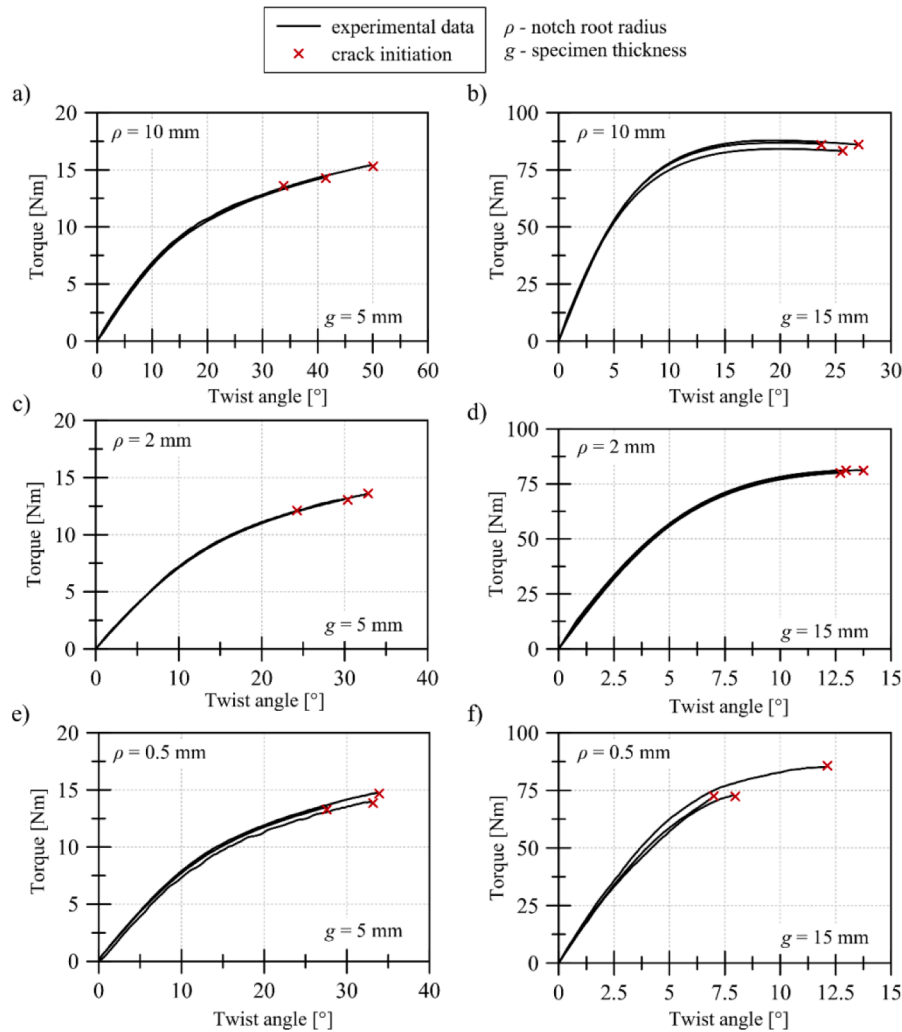 experimental data
crack initiation
ρ - notch root radius
g - specimen thickness
a)
ρ = 10 mm
g = 5 mm
Torque [Nm]
20
15
10
5
0
0 10 20 30 40 50 60
Twist angle [°]
b)
ρ = 10 mm
g = 15 mm
Torque [Nm]
100
75
50
25
0
0 5 10 15 20 25 30
Twist angle [°]
c)
ρ = 2 mm
g = 5 mm
Torque [Nm]
20
15
10
5
0
0 10 20 30 40
Twist angle [°]
d)
ρ = 2 mm
g = 15 mm
Torque [Nm]
100
75
50
25
0
0 2.5 5 7.5 10 12.5 15
Twist angle [°]
e)
ρ = 0.5 mm
g = 5 mm
Torque [Nm]
20
15
10
5
0
0 10 20 30 40
Twist angle [°]
f)
ρ = 0.5 mm
g = 15 mm
Torque [Nm]
100
75
50
25
0
0 2.5 5 7.5 10 12.5 15
Twist angle [°]